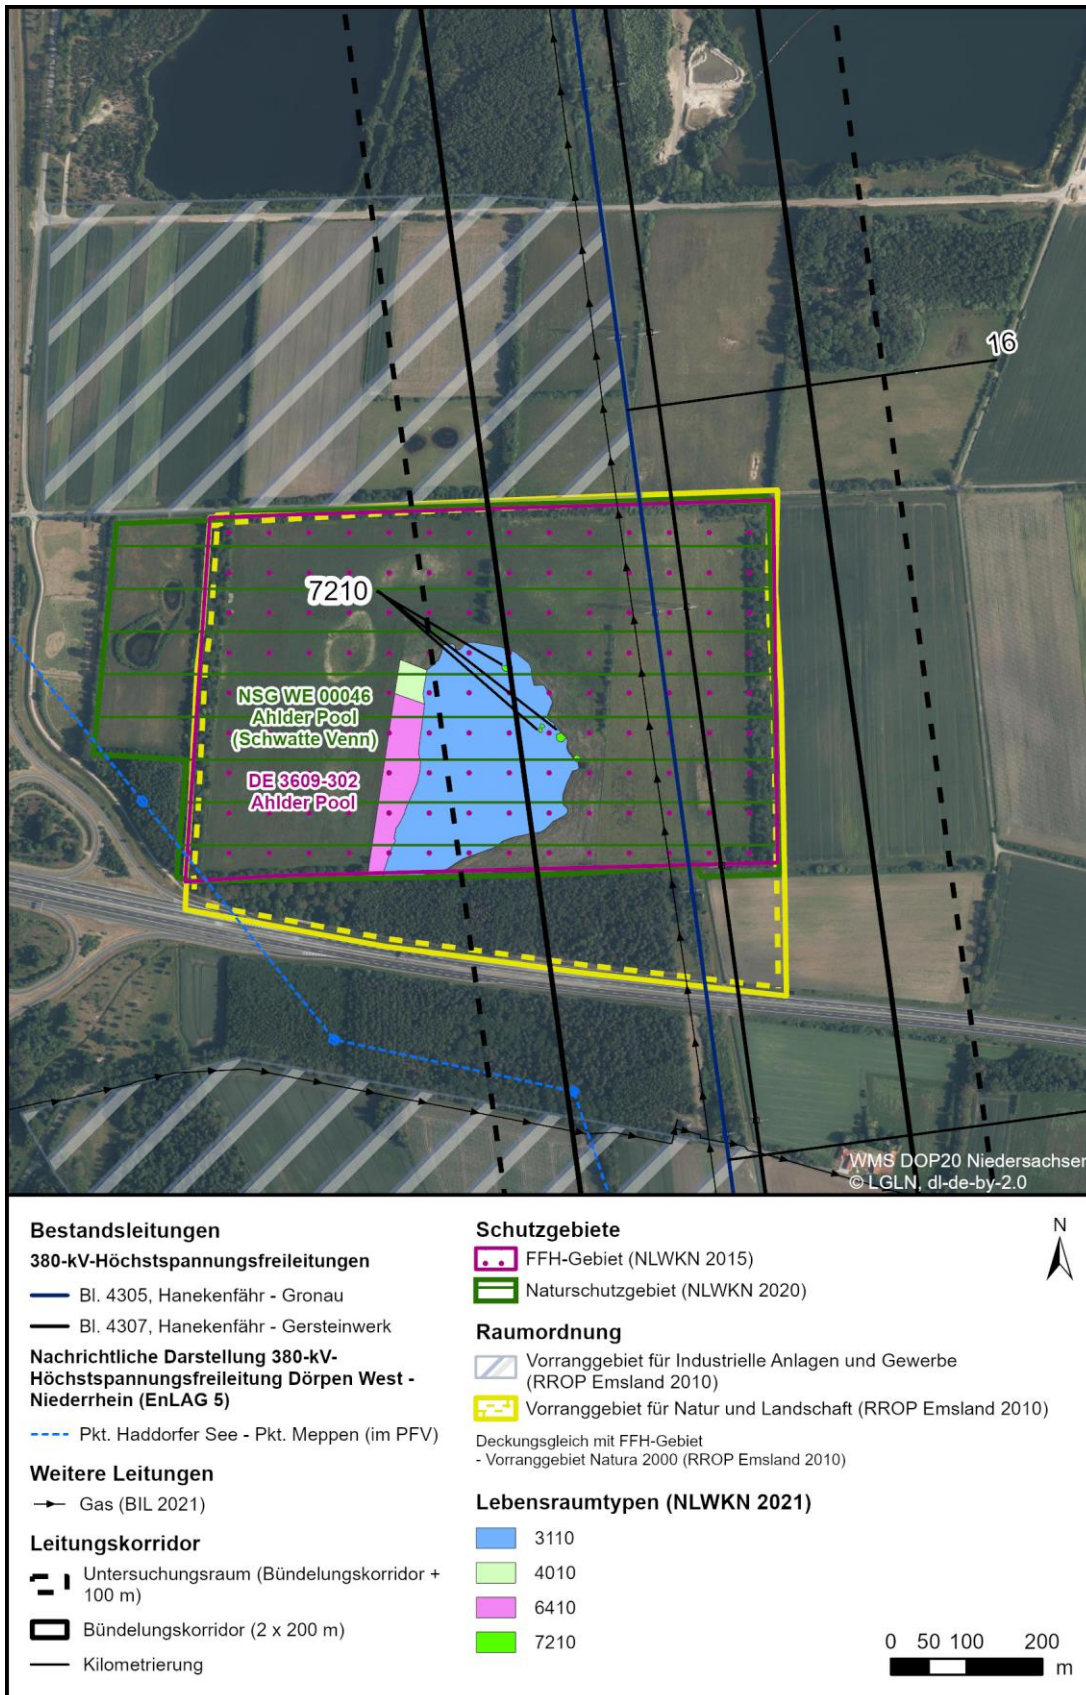 16
7210
NSG WE 00046
Ahlder Pool
(Schwatte Venn)
DE 3609-302
Ahlder Pool
WMS DOP20 Niedersachsen
© LGLN, dl-de-by-2.0
Bestandsleitungen
380-kV-Höchstspannungsfreileitungen
Bl. 4305, Hanekenfähr - Gronau
Bl. 4307, Hanekenfähr - Gersteinwerk
Nachrichtliche Darstellung 380-kV-
Höchstspannungsfreileitung Dörpen West -
Niederrhein (EnLAG 5)
Pkt. Haddorfer See - Pkt. Meppen (im PFV)
Weitere Leitungen
Gas (BIL 2021)
Leitungskorridor
Untersuchungsraum (Bündelungskorridor +
100 m)
Bündelungskorridor (2 x 200 m)
Kilometrierung
Schutzgebiete
FFH-Gebiet (NLWKN 2015)
Naturschutzgebiet (NLWKN 2020)
Raumordnung
Vorranggebiet für Industrielle Anlagen und Gewerbe
(RROP Emsland 2010)
Vorranggebiet für Natur und Landschaft (RROP Emsland 2010)
Deckungsgleich mit FFH-Gebiet
- Vorranggebiet Natura 2000 (RROP Emsland 2010)
Lebensraumtypen (NLWKN 2021)
3110
4010
6410
7210
N
0 50 100 200
m